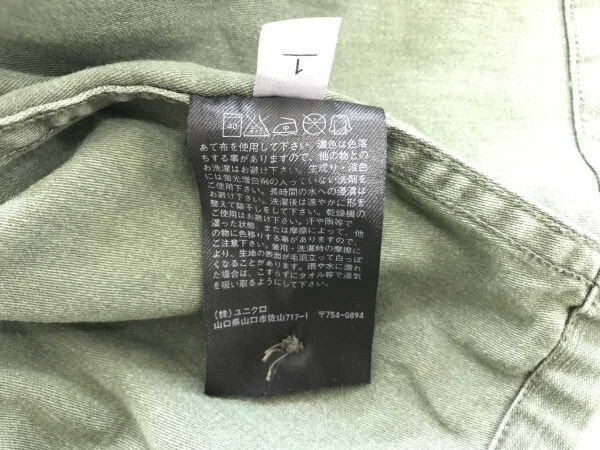 1
40
あて布を使用して下さい。濃色は色落
ちする事がありますので、他の物との
お洗濯はお避け下さい。生成り・淡色
には蛍光増白剤の入っていない洗剤を
ご使用下さい。長時間の水への浸漬は
お避け下さい。洗濯後は速やかに形を
整えて陰干しをして下さい。乾燥機の
ご使用はお避け下さい。汗や雨等で
湿った状態、または摩擦によって、他
の物に色移りする事がありますので、
ご注意下さい。着用・洗濯時の摩擦に
より、生地の表面が毛羽立って白っぽ
くなることがあります。雨や水に濡れ
た場合は、こすらずにタオル等で湿気
を吸い取るようにして下さい。
(株)ユニクロ
山口県山口市佐山717-1 〒754-0894